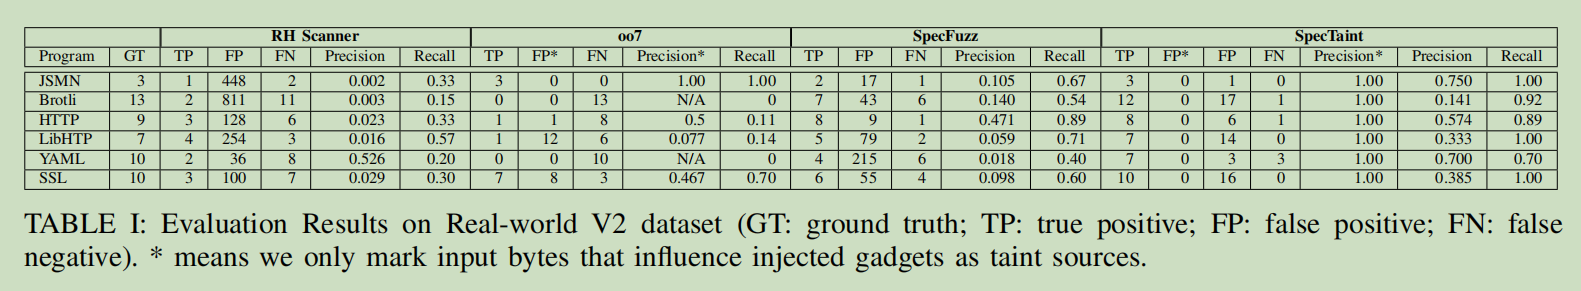 RH Scanner oo7 SpecFuzz SpecTaint
Program GT TP FP FN Precision Recall TP FP* FN Precision* Recall TP FP FN Precision Recall TP FP* FP FN Precision* Precision Recall
JSMN 3 1 448 2 0.002 0.33 3 0 0 1.00 1.00 2 17 1 0.105 0.67 3 0 1 0 1.00 0.750 1.00
Brotli 13 2 811 11 0.003 0.15 0 0 13 N/A 0 7 43 6 0.140 0.54 12 0 17 1 1.00 0.141 0.92
HTTP 9 3 128 6 0.023 0.33 1 1 8 0.5 0.11 8 9 1 0.471 0.89 8 0 6 1 1.00 0.574 0.89
LibHTP 7 4 254 3 0.016 0.57 1 12 6 0.077 0.14 5 79 2 0.059 0.71 7 0 14 0 1.00 0.333 1.00
YAML 10 2 36 8 0.526 0.20 0 0 10 N/A 0 4 215 6 0.018 0.40 7 0 3 3 1.00 0.700 0.70
SSL 10 3 100 7 0.029 0.30 7 8 3 0.467 0.70 6 55 4 0.098 0.60 10 0 16 0 1.00 0.385 1.00
TABLE I: Evaluation Results on Real-world V2 dataset (GT: ground truth; TP: true positive; FP: false positive; FN: false
negative). * means we only mark input bytes that influence injected gadgets as taint sources.